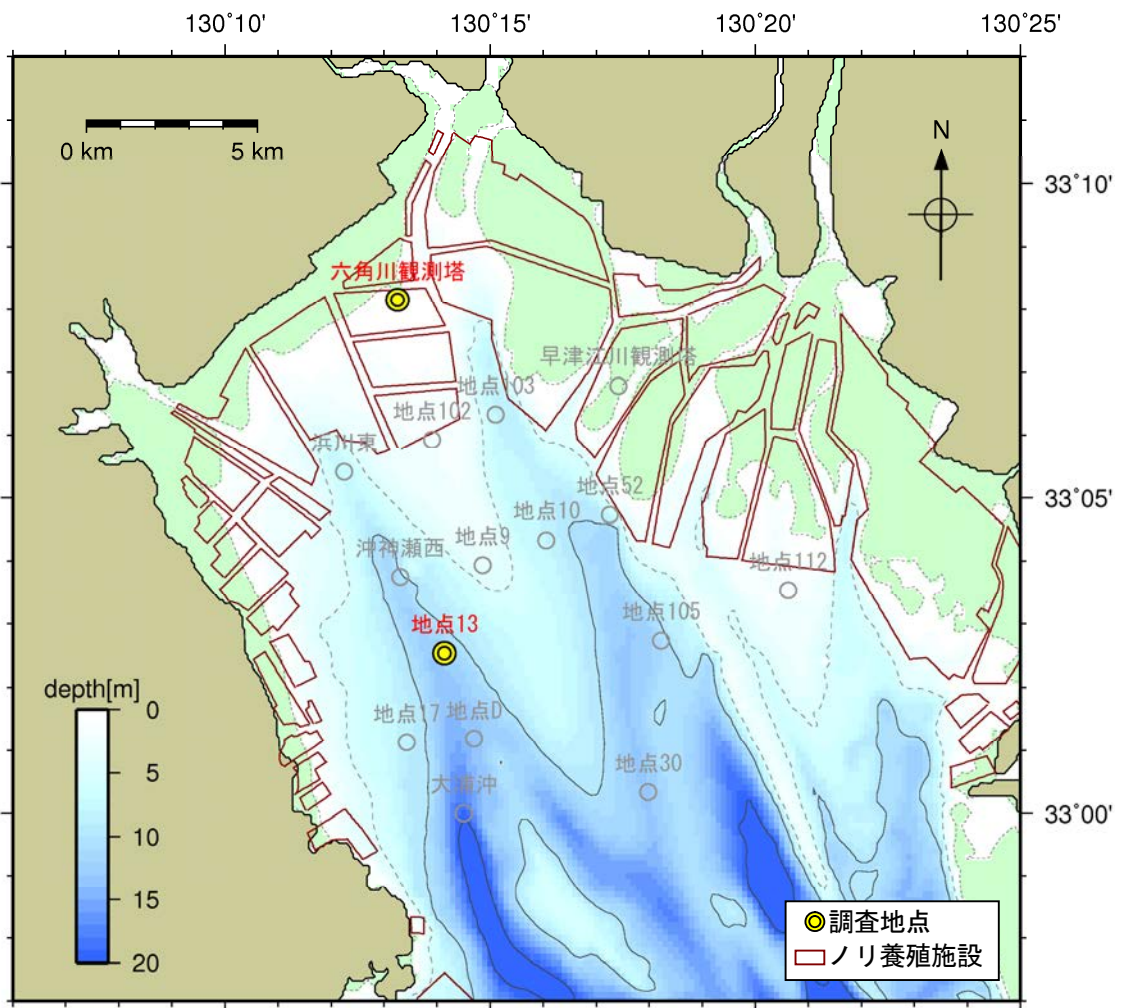 130°10' 130°15' 130°20' 130°25'
0 km 5 km
N
33°10'
六角川観測塔
早津江川観測塔
地点103
地点102
浜川東
33°05'
地点52
地点10
地点9
沖神瀬西
地点112
地点105
地点13
depth[m]
0
5
10
15
20
地点17 地点D
地点30
大浦沖
33°00'
調査地点
ノリ養殖施設